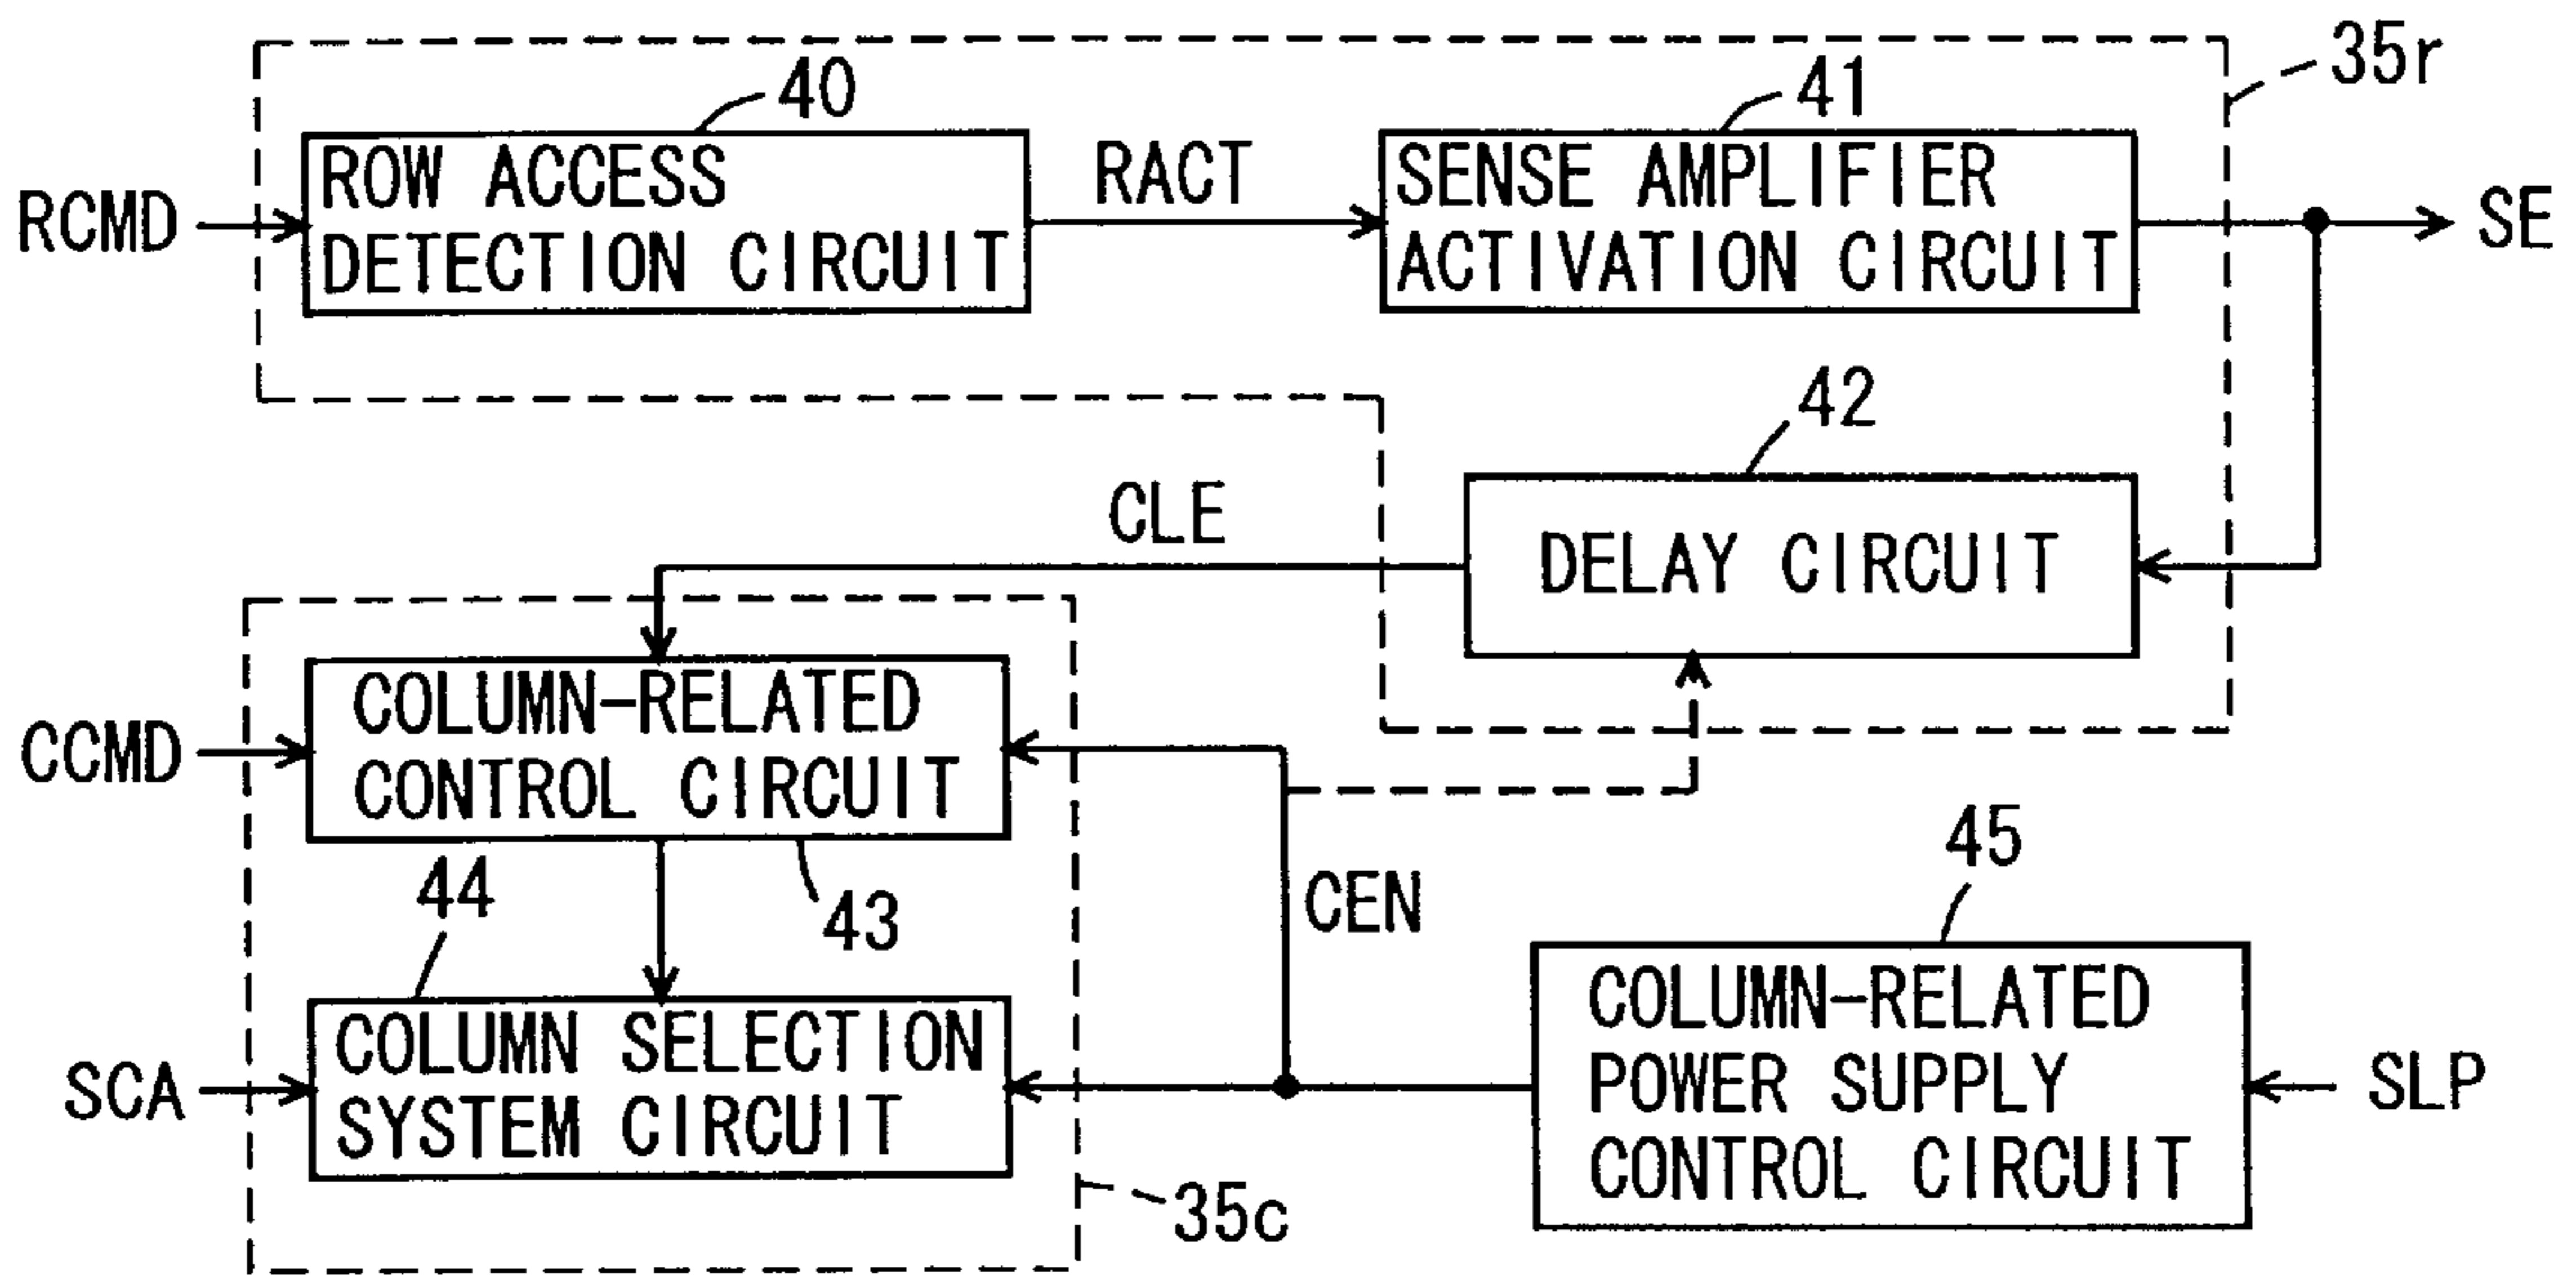 35r
40
41
RCMD
ROW ACCESS
DETECTION CIRCUIT
RACT
SENSE AMPLIFIER
ACTIVATION CIRCUIT
SE
42
CLE
DELAY CIRCUIT
CCMD
COLUMN-RELATED
CONTROL CIRCUIT
43
44
CEN
45
SCA
COLUMN SELECTION
SYSTEM CIRCUIT
COLUMN-RELATED
POWER SUPPLY
CONTROL CIRCUIT
SLP
35c